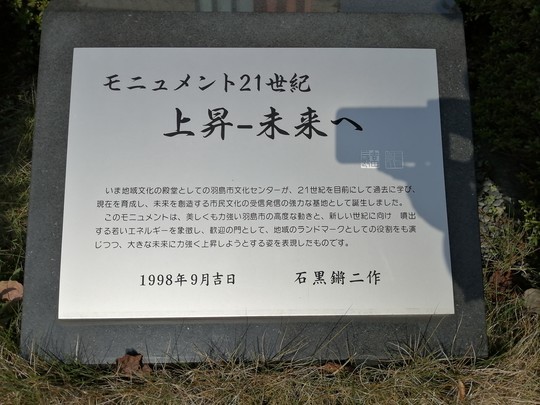 モニュメント21世紀
上昇−未来へ
いま地域文化の殿堂としての羽島市文化センターが、21世紀を目前にして過去に学び、
現在を育成し、未来を創造する市民文化の受信発信の強力な基地として誕生しました。
このモニュメントは、美しくも力強い羽島市の高度な動きと、新しい世紀に向け　噴出
する若いエネルギーを象徴し、歓迎の門として、地域のランドマークとしての役割をも演
じつつ、大きな未来に力強く上昇しようとする姿を表現したものです。
1998年9月吉日　石黒鏘二作